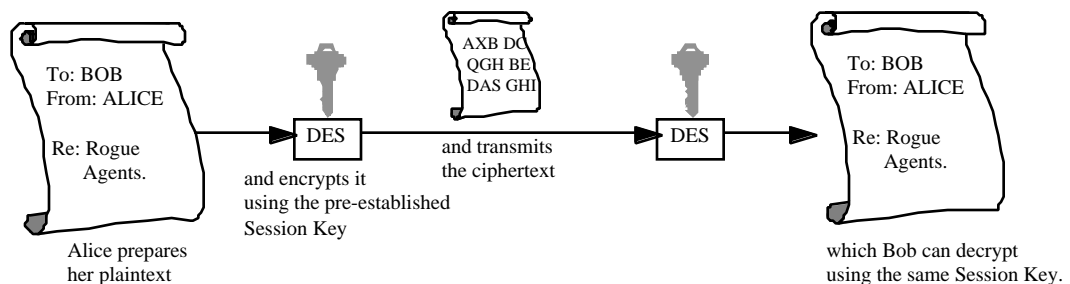 To: BOB
From: ALICE
Re: Rogue
Agents.
Alice prepares
her plaintext
DES
and encrypts it
using the pre-established
Session Key
AXB DC
QGH BE
DAS GHI
and transmits
the ciphertext
DES
To: BOB
From: ALICE
Re: Rogue
Agents.
which Bob can decrypt
using the same Session Key.